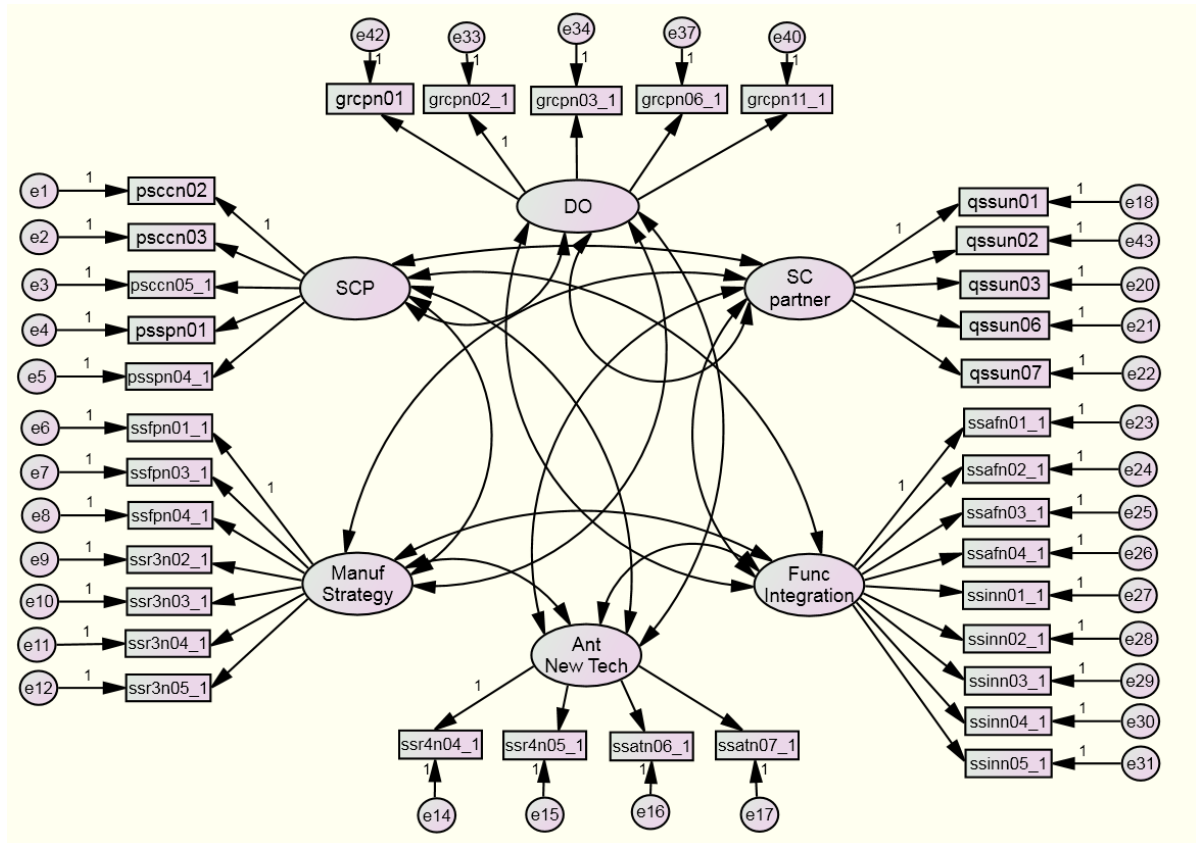 e42
e33
e34
e37
e40
1
1
1
1
1
grcpn01
grcpn02_1
grcpn03_1
grcpn06_1
grcpn11_1
1
DO
e1
1
psccn02
e2
1
psccn03
e3
1
psccn05_1
e4
1
psspn01
e5
1
psspn04_1
1
SCP
SC
partner
1
qssun01
1
e18
qssun02
1
e43
qssun03
1
e20
qssun06
1
e21
qssun07
1
e22
e6
1
ssfpn01_1
e7
1
ssfpn03_1
e8
1
ssfpn04_1
e9
1
ssr3n02_1
e10
1
ssr3n03_1
e11
1
ssr3n04_1
e12
1
ssr3n05_1
1
Manuf
Strategy
Func
Integration
1
ssafn01_1
1
e23
ssafn02_1
1
e24
ssafn03_1
1
e25
ssafn04_1
1
e26
ssinn01_1
1
e27
ssinn02_1
1
e28
ssinn03_1
1
e29
ssinn04_1
1
e30
ssinn05_1
1
e31
Ant
New Tech
1
ssr4n04_1
ssr4n05_1
ssatn06_1
ssatn07_1
1
1
1
1
e14
e15
e16
e17